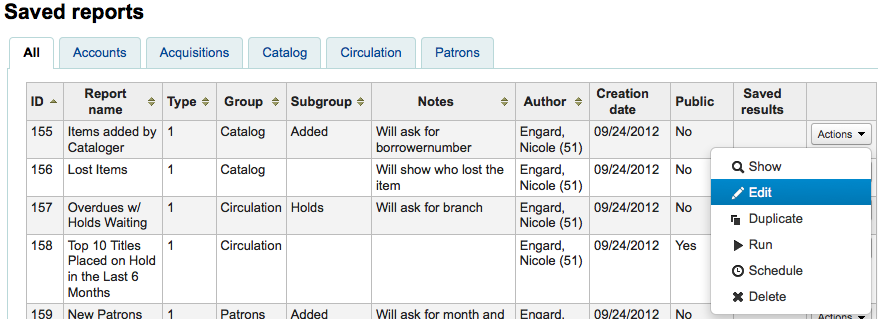 Saved reports
All Accounts Acquisitions Catalog Circulation Patrons
ID Report name Type Group Subgroup Notes Author Creation date Public Saved results
155 Items added by Cataloger 1 Catalog Added Will ask for borrowernumber Engard, Nicole (51) 09/24/2012 No Actions
156 Lost Items 1 Catalog Will show who lost the item Engard, Nicole (51) 09/24/2012 No
157 Overdues w/ Holds Waiting 1 Circulation Holds Will ask for branch Engard, Nicole (51) 09/24/2012 No
158 Top 10 Titles Placed on Hold in the Last 6 Months 1 Circulation Engard, Nicole (51) 09/24/2012 Yes
159 New Patrons 1 Patrons Added Will ask for month and Engard, 09/24/2012 No Actions
Show
Edit
Duplicate
Run
Schedule
Delete